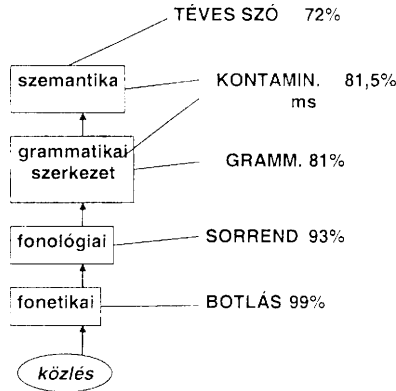 TÉVES SZÓ 72%
szemantika
KONTAMIN. 81,5%
ms
grammatikai
szerkezet
GRAMM. 81%
fonológiai
SORREND 93%
fonetikai
BOTLÁS 99%
közlés